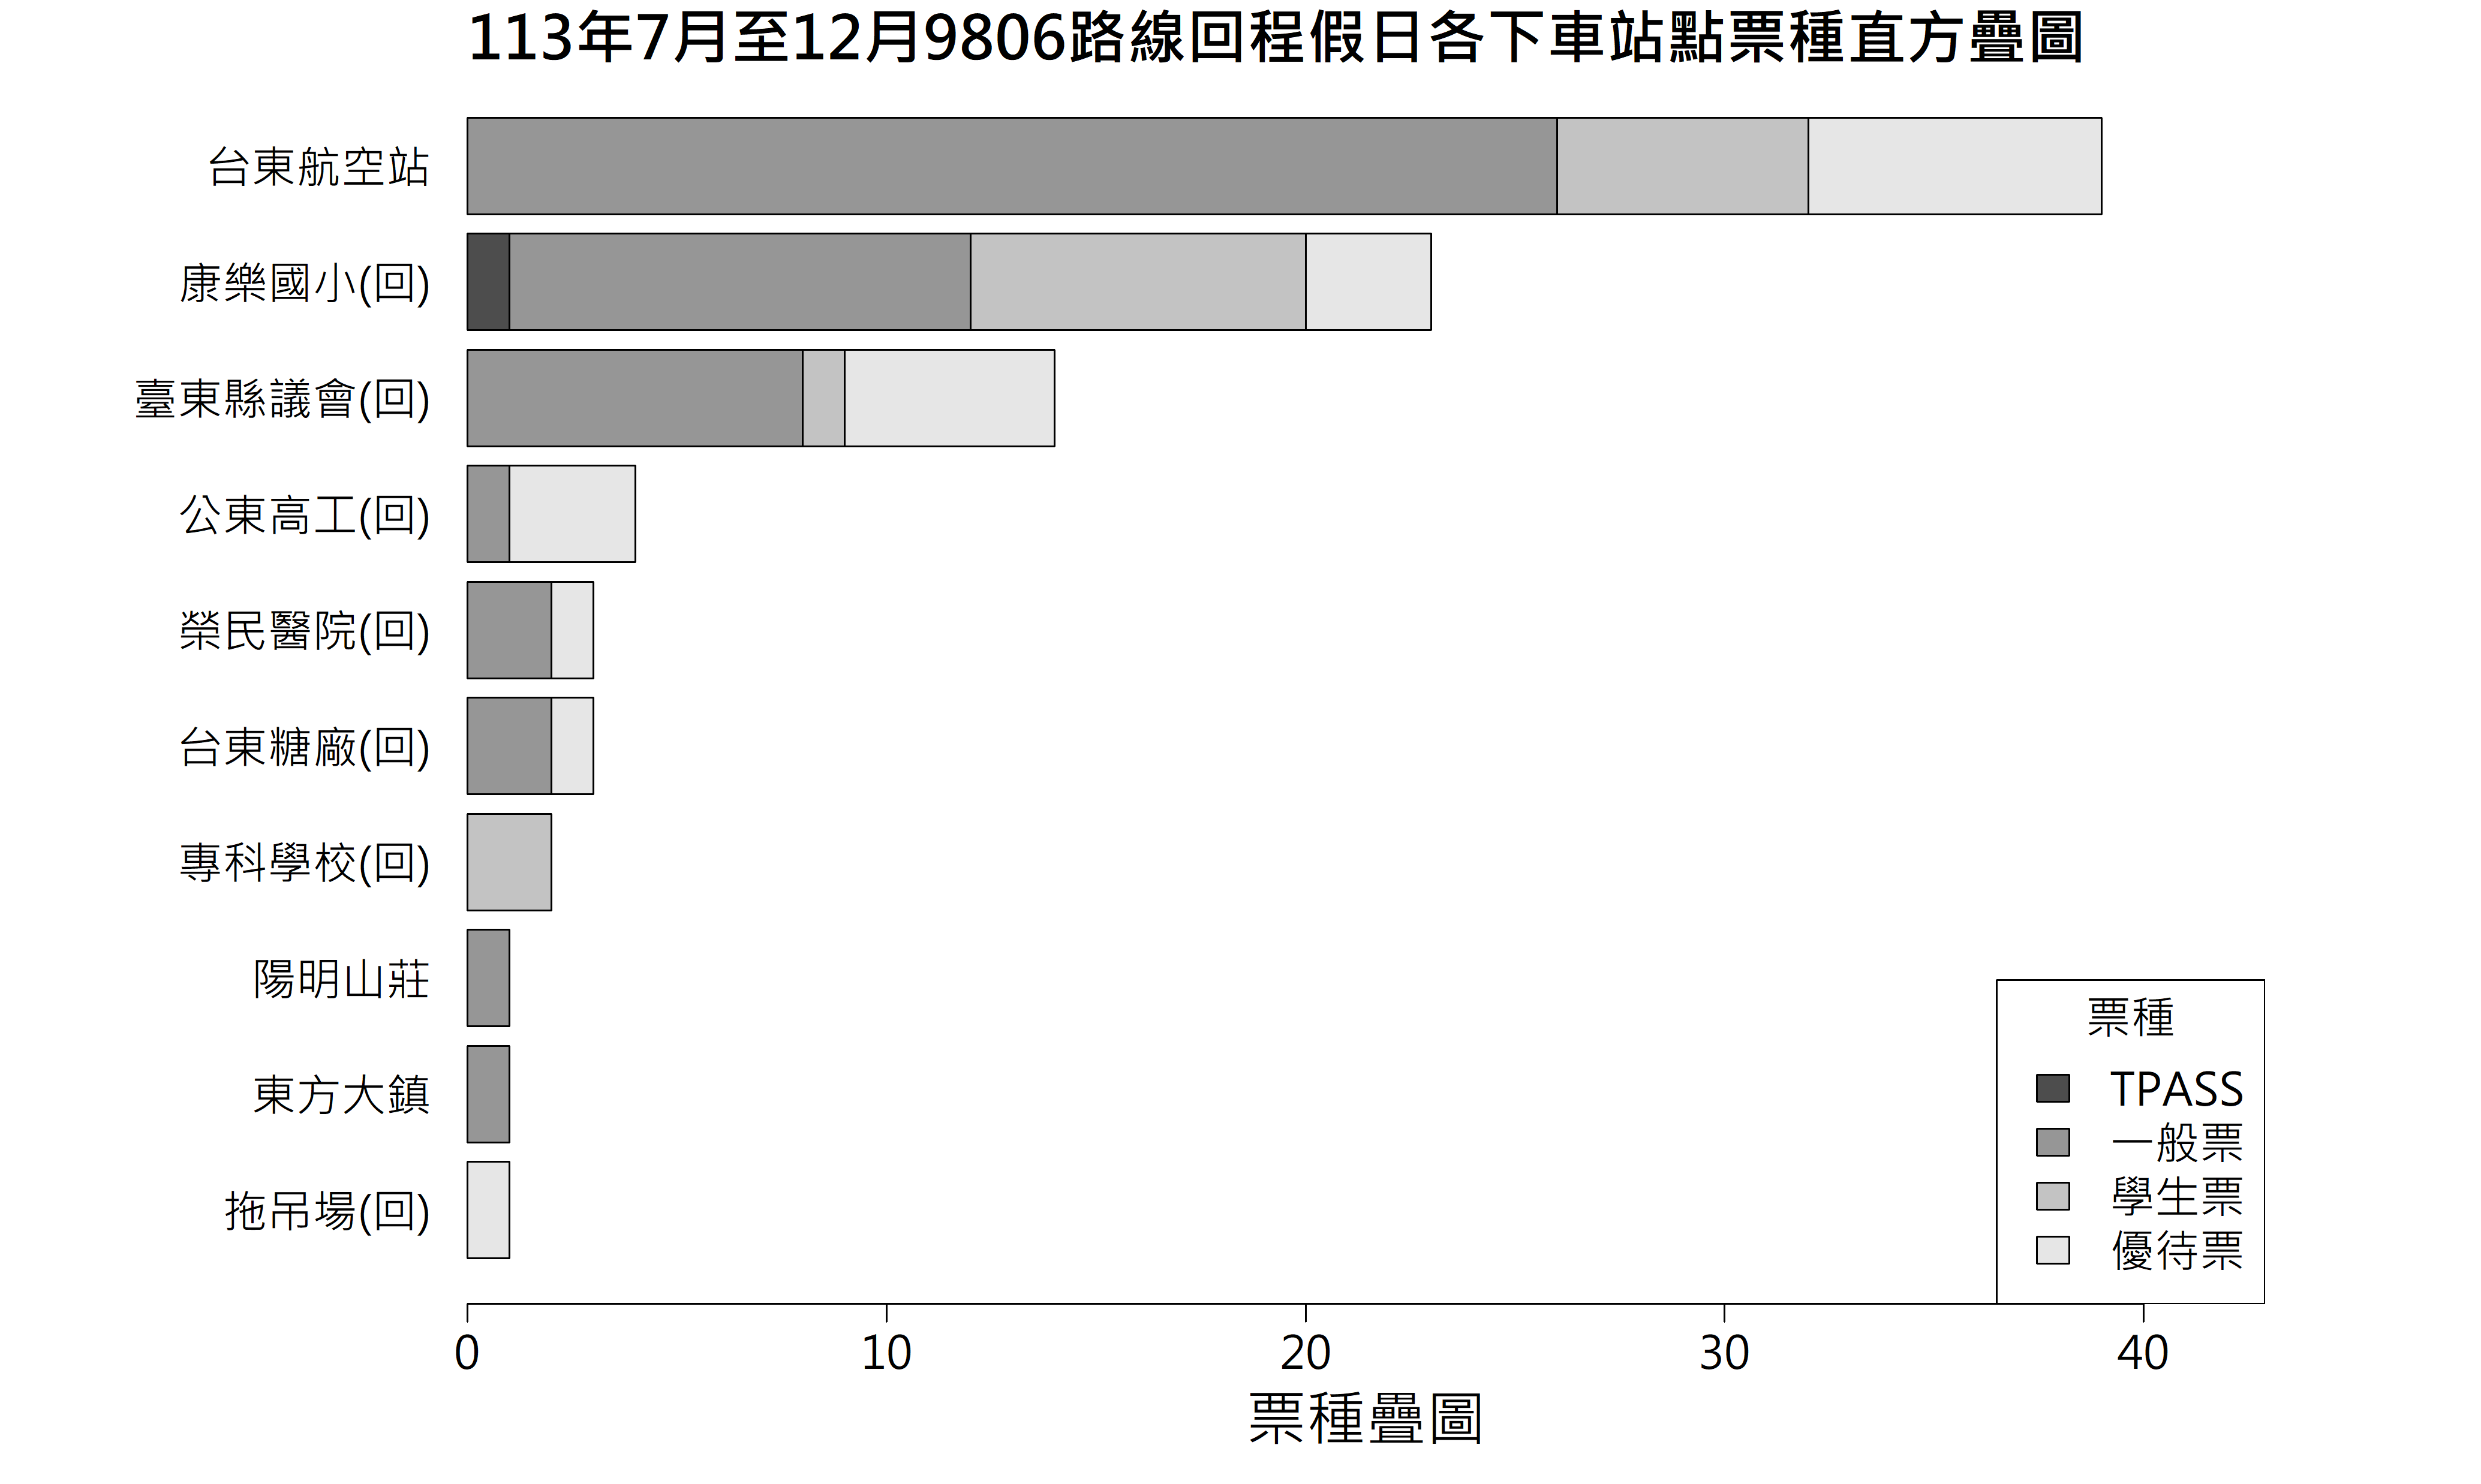 113年7月至12月9806路線回程假日各下車站點票種直方疊圖
台東航空站
康樂國小(回)
臺東縣議會(回)
公東高工(回)
榮民醫院(回)
台東糖廠(回)
專科學校(回)
陽明山莊
東方大鎮
拖吊場(回)
票種
TPASS
一般票
學生票
優待票
0 10 20 30 40
票種疊圖